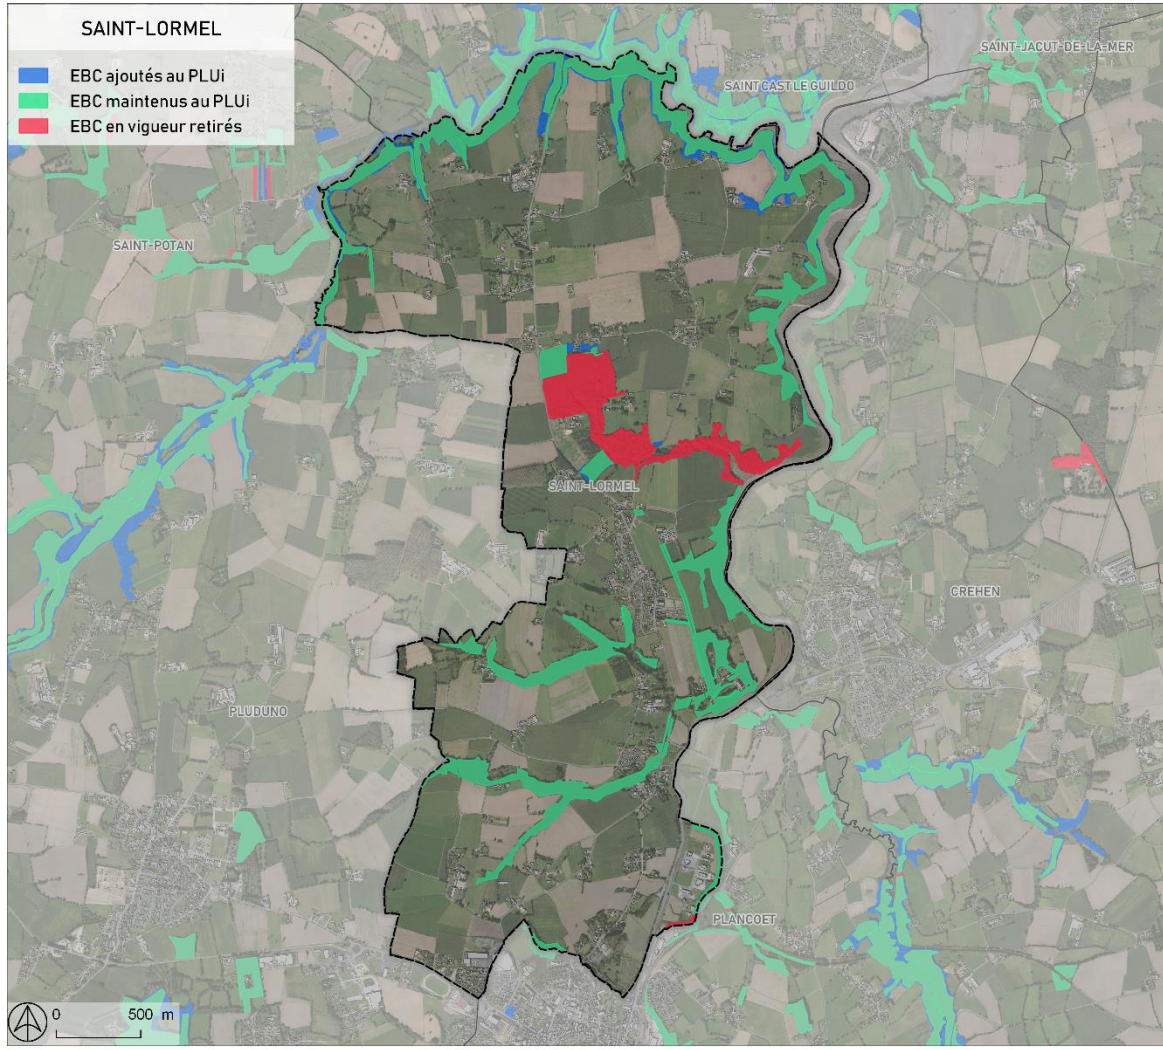 SAINT-LORMEL
EBC ajoutés au PLUi
EBC maintenus au PLUi
EBC en vigueur retirés
SAINT-JACUT-DE-LA-MER
SAINT CAST LE GUILDO
SAINT-POTAN
SAINT-LORMEL
CREHEN
PLUDUNO
PLANCOET
0 500 m